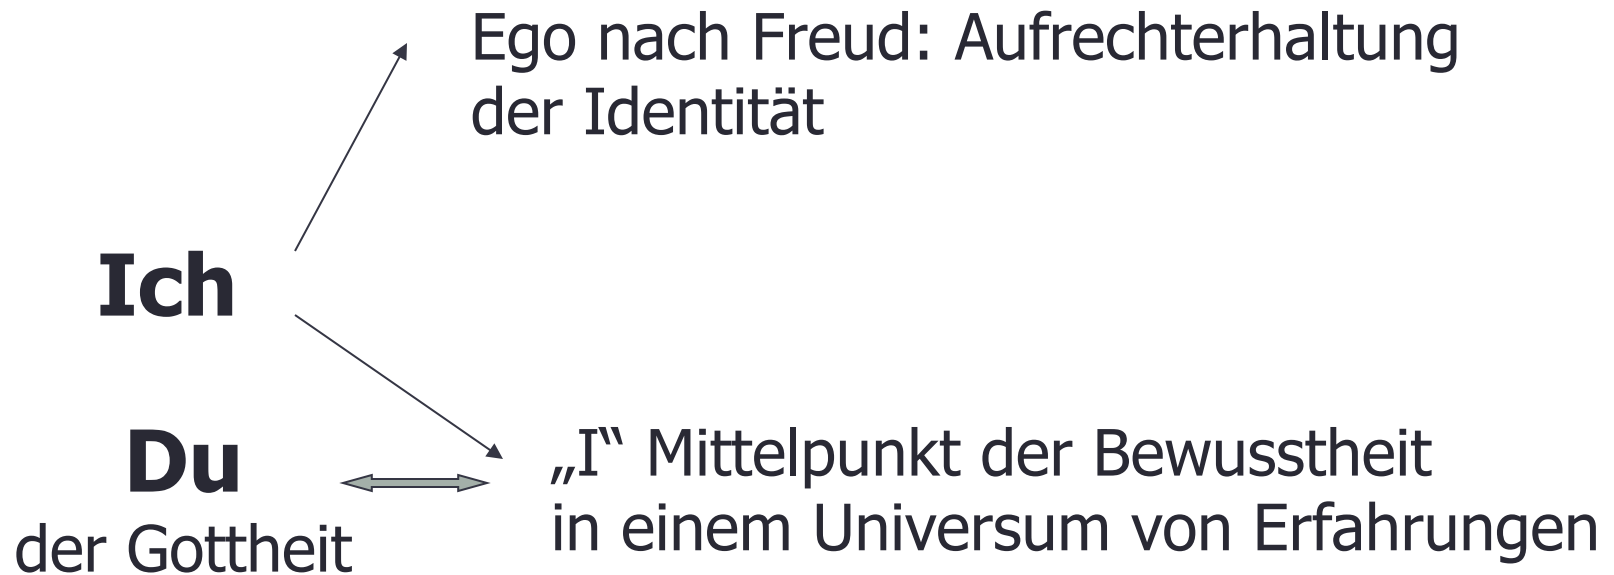 Ego nach Freud: Aufrechterhaltung
der Identität
Ich
Du
der Gottheit
„I“ Mittelpunkt der Bewusstheit
in einem Universum von Erfahrungen